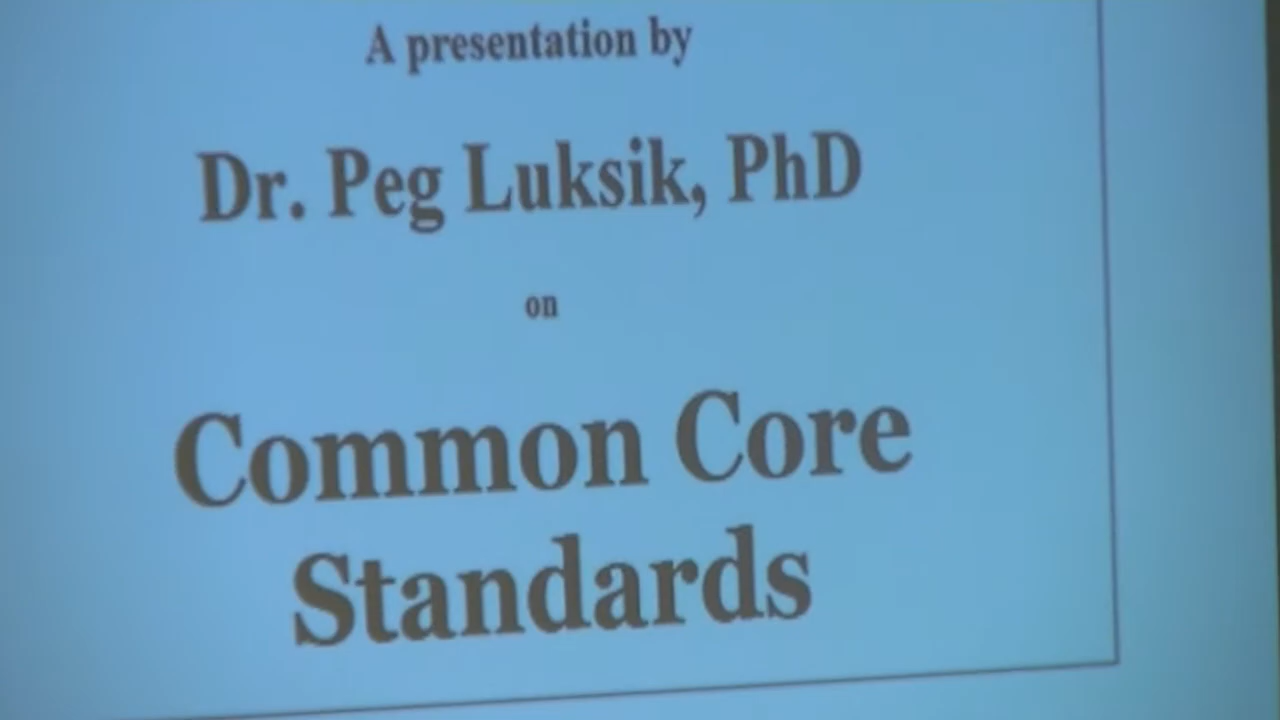 A presentation by
Dr. Peg Luksik, PhD
on
Common Core
Standards